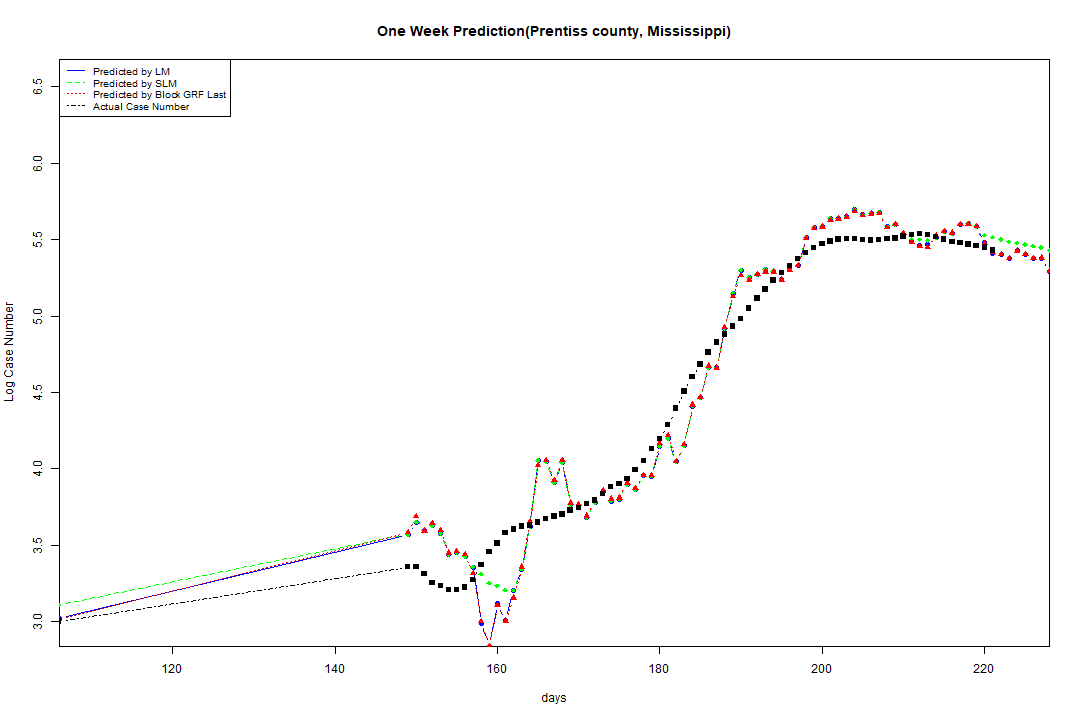 One Week Prediction(Prentiss county, Mississippi)
Predicted by LM
Predicted by SLM
Predicted by Block GRF Last
Actual Case Number
6.5
6.0
5.5
5.0
4.5
4.0
3.5
3.0
Log Case Number
120 140 160 180 200 220
days